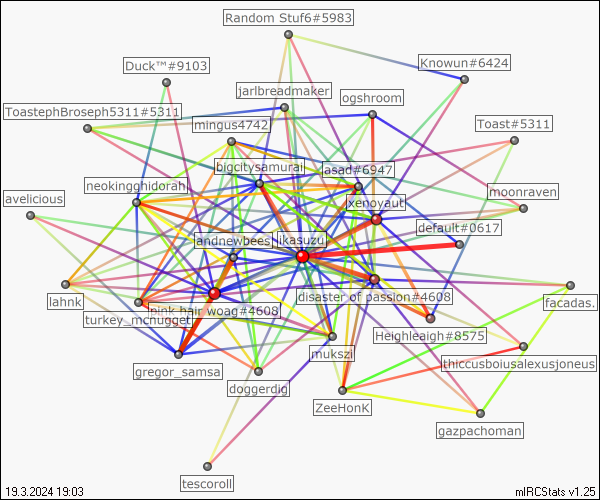 Random Stuf6#5983
Knowun#6424
Duck™#9103
jarlbreadmaker
ogshroom
ToastephBroseph5311#5311
mingus4742
Toast#5311
bigcitysamurai
asad#6947
neokingghidorah
moonraven
avelicious
xenoyaut
default#0617
andnewbees
likasuzu
lahnk
disaster of passion#4608
facadas.
pink hair woag#4608
turkey_mcnugget
Heighleaigh#8575
mukszi
thiccusboiusalexusjoneus
gregor_samsa
doggerdig
ZeeHonK
gazpachoman
tescoroll
19.3.2024 19:03
mIRCStats v1.25